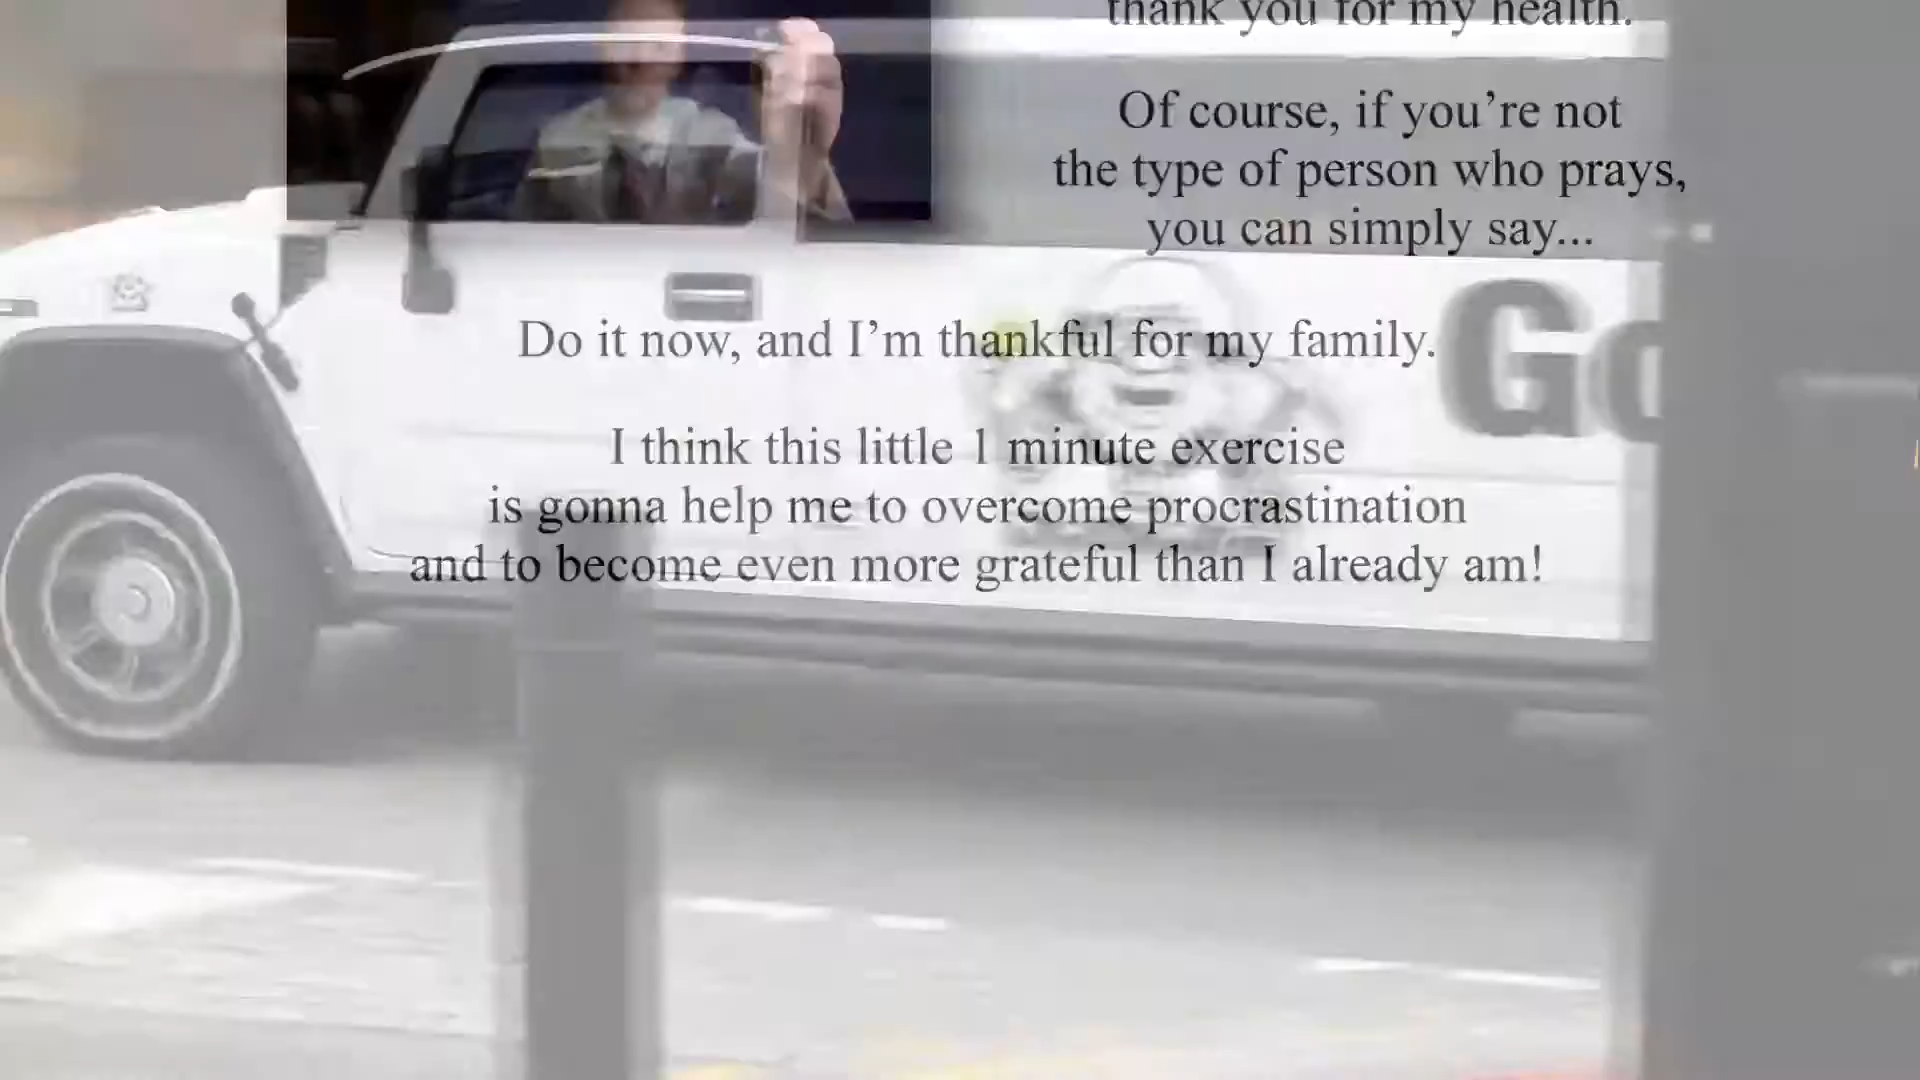 thank you for my health.
Of course, if you’re not
the type of person who prays,
you can simply say...
Do it now, and I’m thankful for my family.
I think this little 1 minute exercise
is gonna help me to overcome procrastination
and to become even more grateful than I already am!
Go